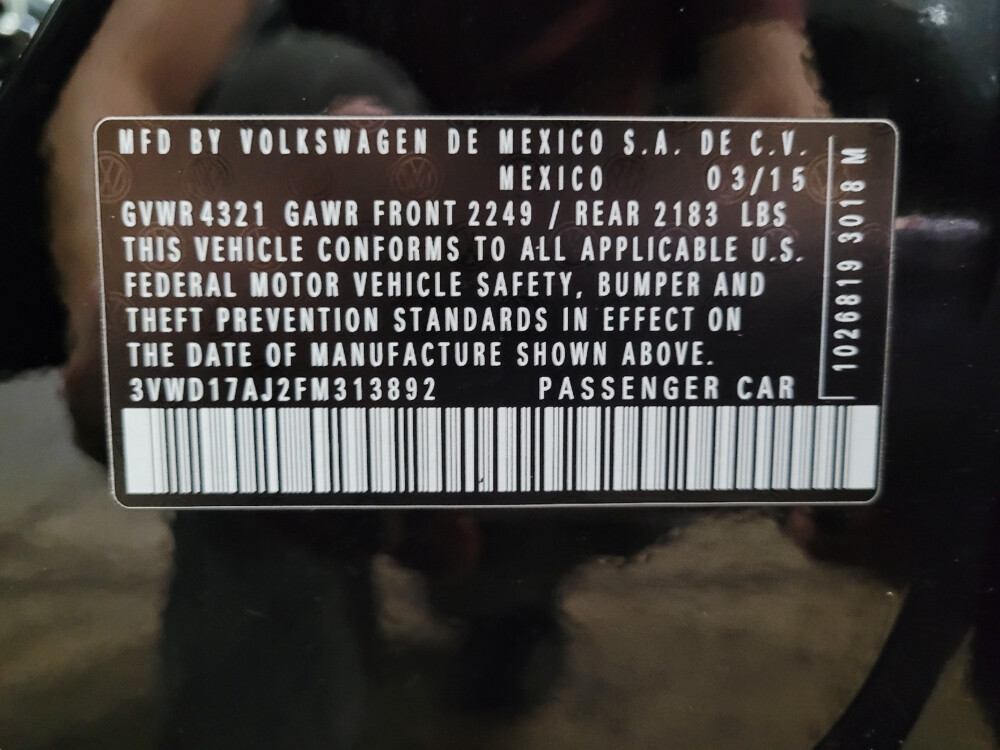 MFD BY VOLKSWAGEN DE MEXICO S.A. DE C.V.
MEXICO 03/15
GVWR 4321 GAWR FRONT 2249 / REAR 2183 LBS
THIS VEHICLE CONFORMS TO ALL APPLICABLE U.S.
FEDERAL MOTOR VEHICLE SAFETY, BUMPER AND
THEFT PREVENTION STANDARDS IN EFFECT ON
THE DATE OF MANUFACTURE SHOWN ABOVE.
3VWD17AJ2FM313892 PASSENGER CAR
1026819 3018 M